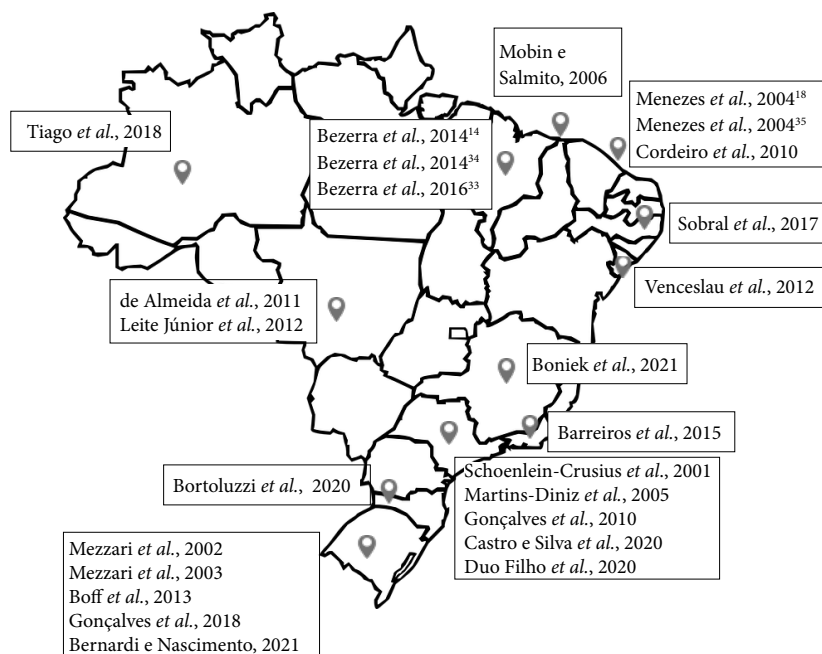 Mobin e
Salmito, 2006
Menezes et al., 2004¹⁸
Menezes et al., 2004³⁵
Cordeiro et al., 2010
Tiago et al., 2018
Bezerra et al., 2014¹⁴
Bezerra et al., 2014³⁴
Bezerra et al., 2016³³
Sobral et al., 2017
Venceslau et al., 2012
de Almeida et al., 2011
Leite Júnior et al., 2012
Boniek et al., 2021
Barreiros et al., 2015
Bortoluzzi et al., 2020
Schoenlein-Crusius et al., 2001
Martins-Diniz et al., 2005
Gonçalves et al., 2010
Castro e Silva et al., 2020
Duo Filho et al., 2020
Mezzari et al., 2002
Mezzari et al., 2003
Boff et al., 2013
Gonçalves et al., 2018
Bernardi e Nascimento, 2021